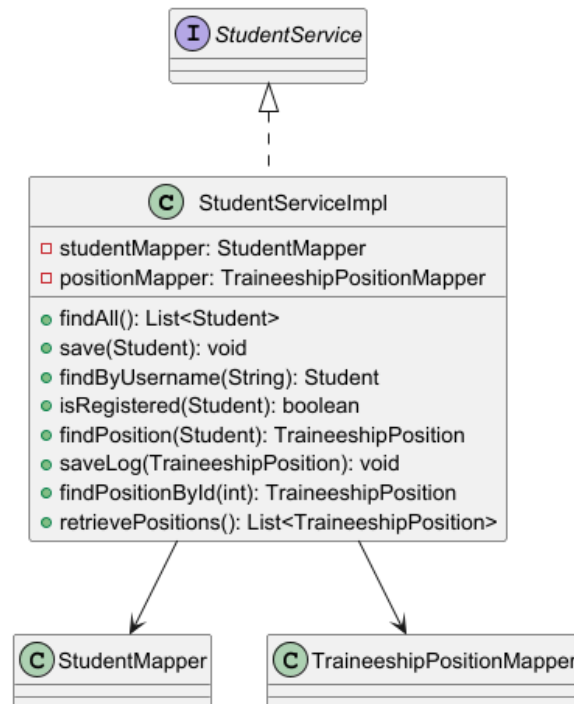 I StudentService
C StudentServiceImpl
studentMapper: StudentMapper
positionMapper: TraineeshipPositionMapper
findAll(): List<Student>
save(Student): void
findByUsername(String): Student
isRegistered(Student): boolean
findPosition(Student): TraineeshipPosition
saveLog(TraineeshipPosition): void
findPositionById(int): TraineeshipPosition
retrievePositions(): List<TraineeshipPosition>
C StudentMapper
C TraineeshipPositionMapper